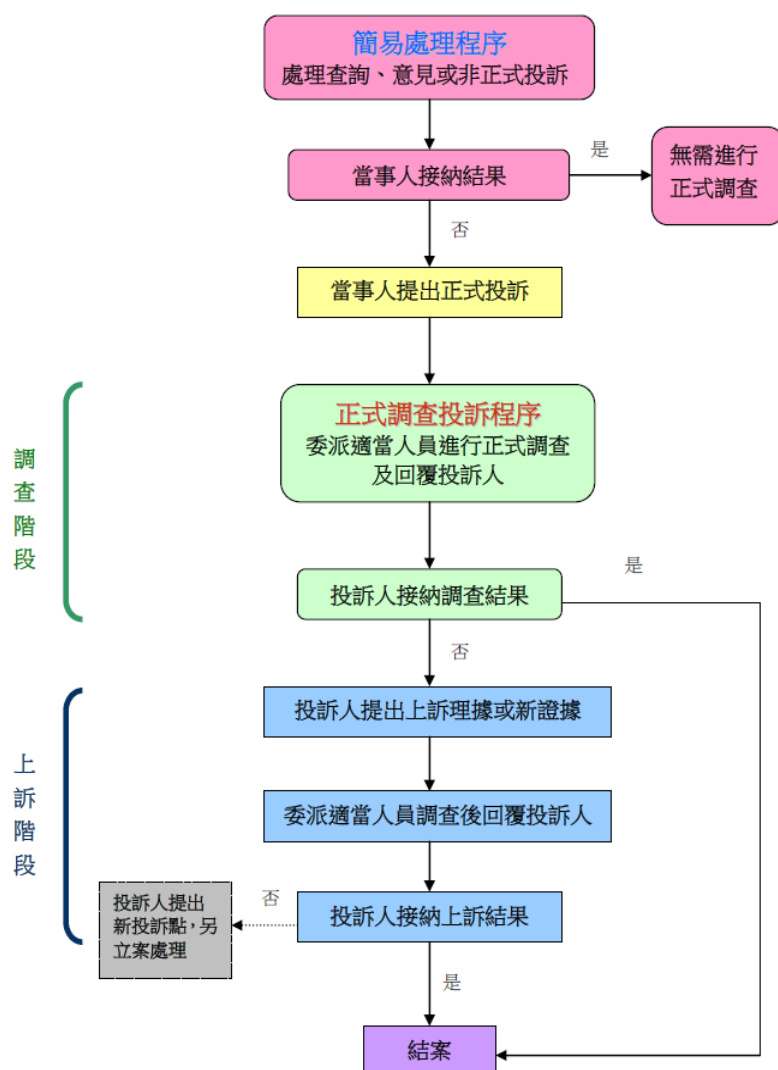 簡易處理程序
處理查詢、意見或非正式投訴
是
無需進行
正式調查
當事人接納結果
否
當事人提出正式投訴
調
查
階
段
正式調查投訴程序
委派適當人員進行正式調查
及回覆投訴人
是
投訴人接納調查結果
否
上
訴
階
段
投訴人提出上訴理據或新證據
委派適當人員調查後回覆投訴人
投訴人提出
新投訴點，另
立案處理
否
投訴人接納上訴結果
是
結案